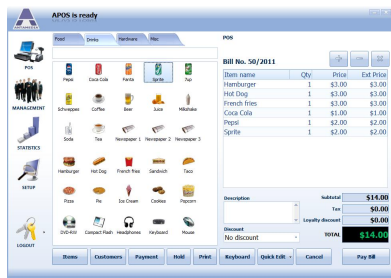 APOS is ready
POS
MANAGEMENT
STATISTICS
SETUP
LOGOUT
Food Drinks Hardware Misc
Pepsi Coca Cola Fanta Sprite 7up
Schweppes Coffee Beer Juice Milkshake
Soda Tea Newspaper 1 Newspaper 2 Newspaper 3
Hamburger Hot Dog French fries Sandwich Taco
Pizza Pie Ice Cream Cookies Popcorn
DVD-RW Compact Flash Headphones Keyboard Mouse
POS
Bill No. 50/2011
Item name Qty Price Ext Price
Hamburger 1 $3.00 $3.00
Hot Dog 1 $3.00 $3.00
French fries 1 $3.00 $3.00
Coca Cola 1 $1.00 $1.00
Pepsi 1 $2.00 $2.00
Sprite 1 $2.00 $2.00
Description
Subtotal $14.00
Tax $0.00
Loyalty discount $0.00
Discount
No discount
TOTAL $14.00
Items Customers Payment Hold Print Keyboard Quick Edit Cancel Pay Bill